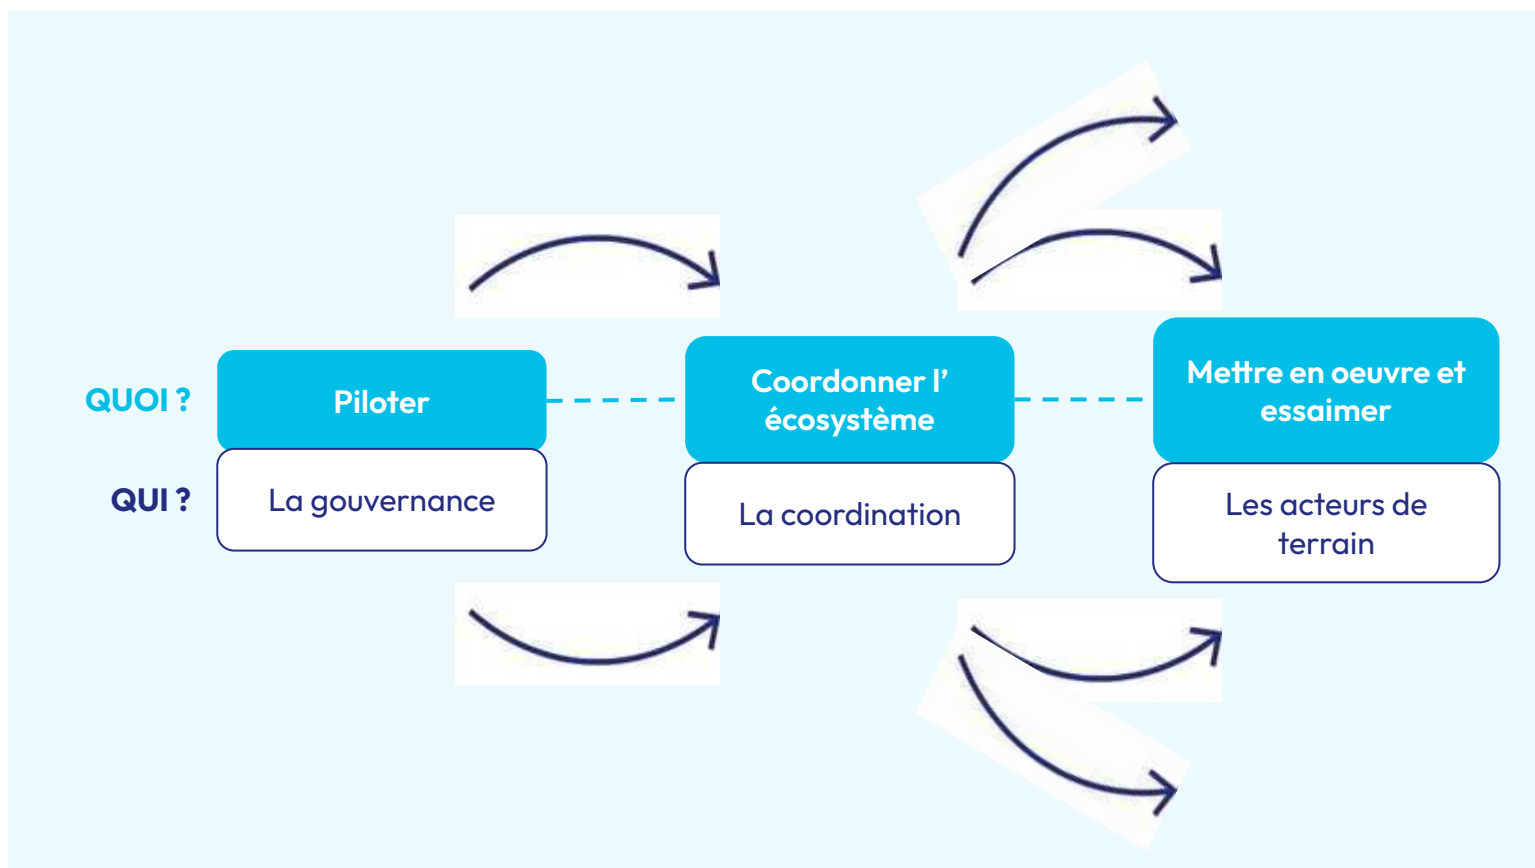 QUOI ?
Piloter
Coordonner l’
écosystème
Mettre en oeuvre et
essaimer
QUI ?
La gouvernance
La coordination
Les acteurs de
terrain